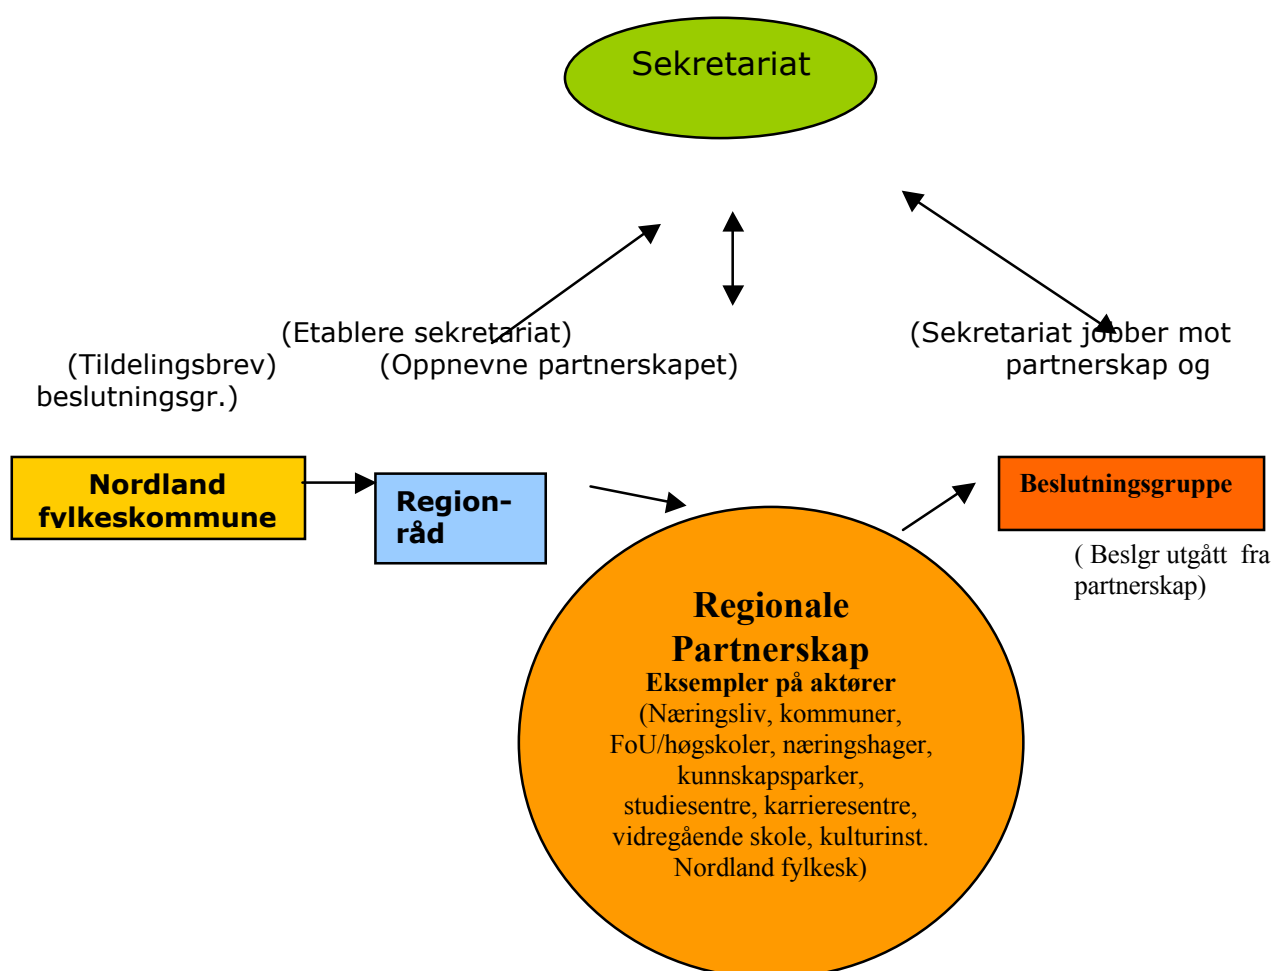 Sekretariat
(Etablere sekretariat) (Sekretariat jobber mot
(Tildelingsbrev) (Oppnevne partnerskapet) partnerskap og
beslutningsgr.)
Nordland
fylkeskommune
Region-
råd
Beslutningsgruppe
( Beslgr utgått fra
partnerskap)
Regionale
Partnerskap
Eksempler på aktører
(Næringsliv, kommuner,
FoU/høgskoler, næringshager,
kunnskapsparker,
studiesentre, karrieresentre,
vidregående skole, kulturinst.
Nordland fylkesk)